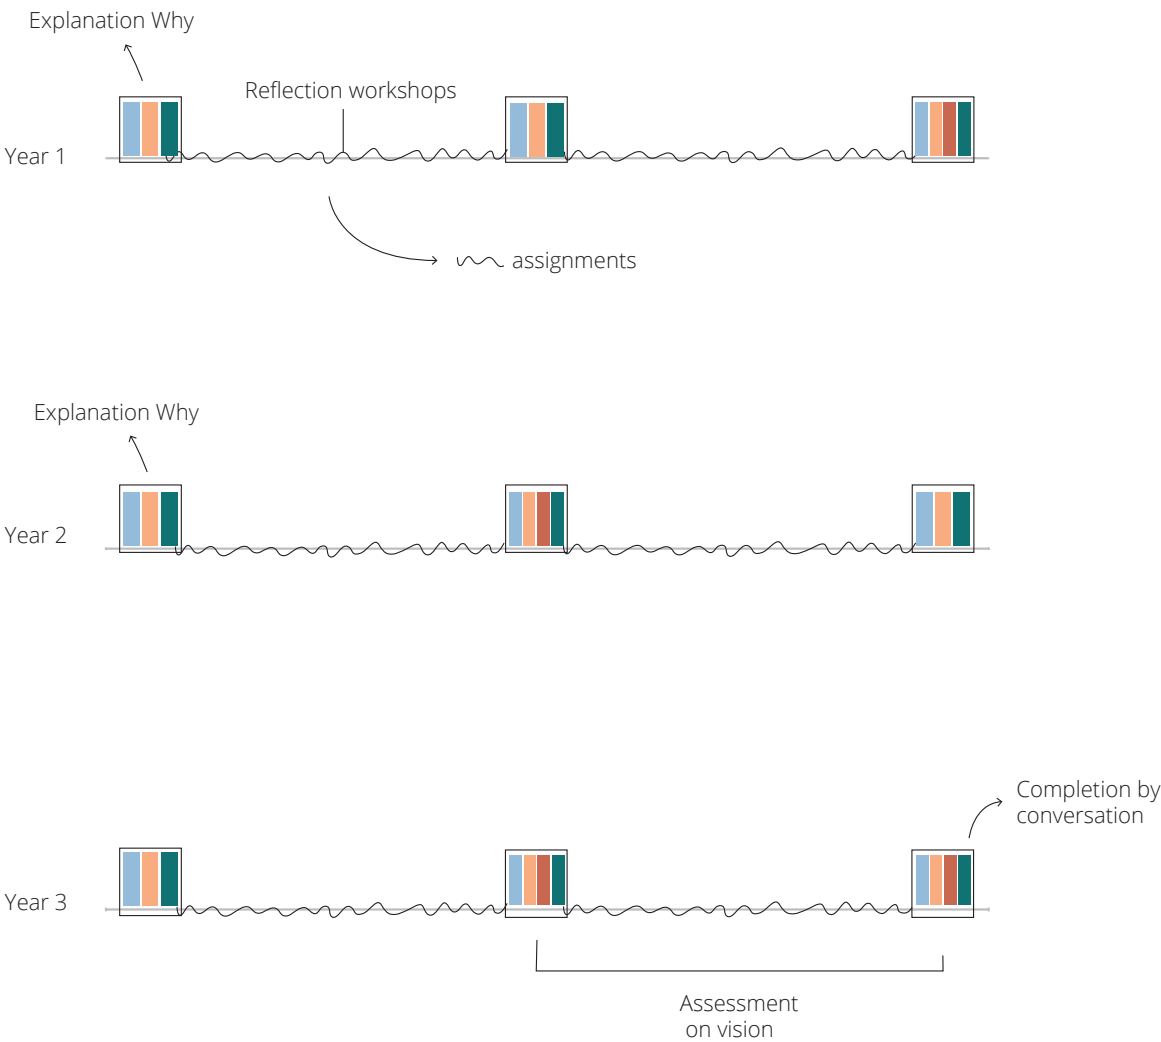 Explanation Why
Reflection workshops
Year 1
assignments
Explanation Why
Year 2
Completion by
conversation
Year 3
Assessment
on vision